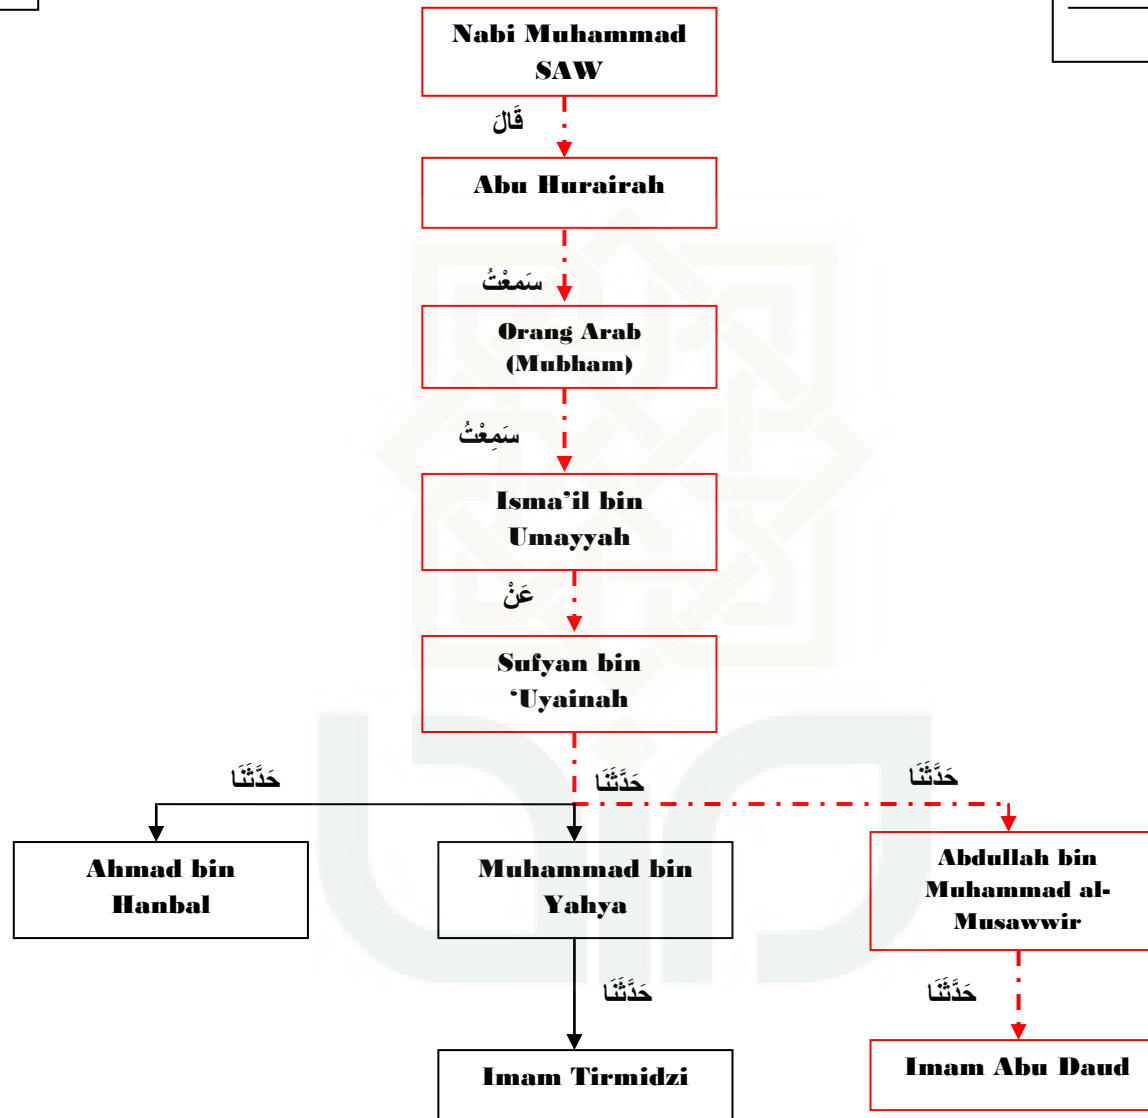 Nabi Muhammad
SAW
قَالَ
Abu Hurairah
سَمعْتُ
Orang Arab
(Mubham)
سَمِعْتُ
Isma’il bin
Umayyah
عَنْ
Sufyan bin
‘Uyainah
حَدَّثَنَا
حَدَّثَنَا
حَدَّثَنَا
Ahmad bin
Hanbal
Muhammad bin
Yahya
Abdullah bin
Muhammad al-
Musawwir
حَدَّثَنَا
حَدَّثَنَا
Imam Tirmidzi
Imam Abu Daud